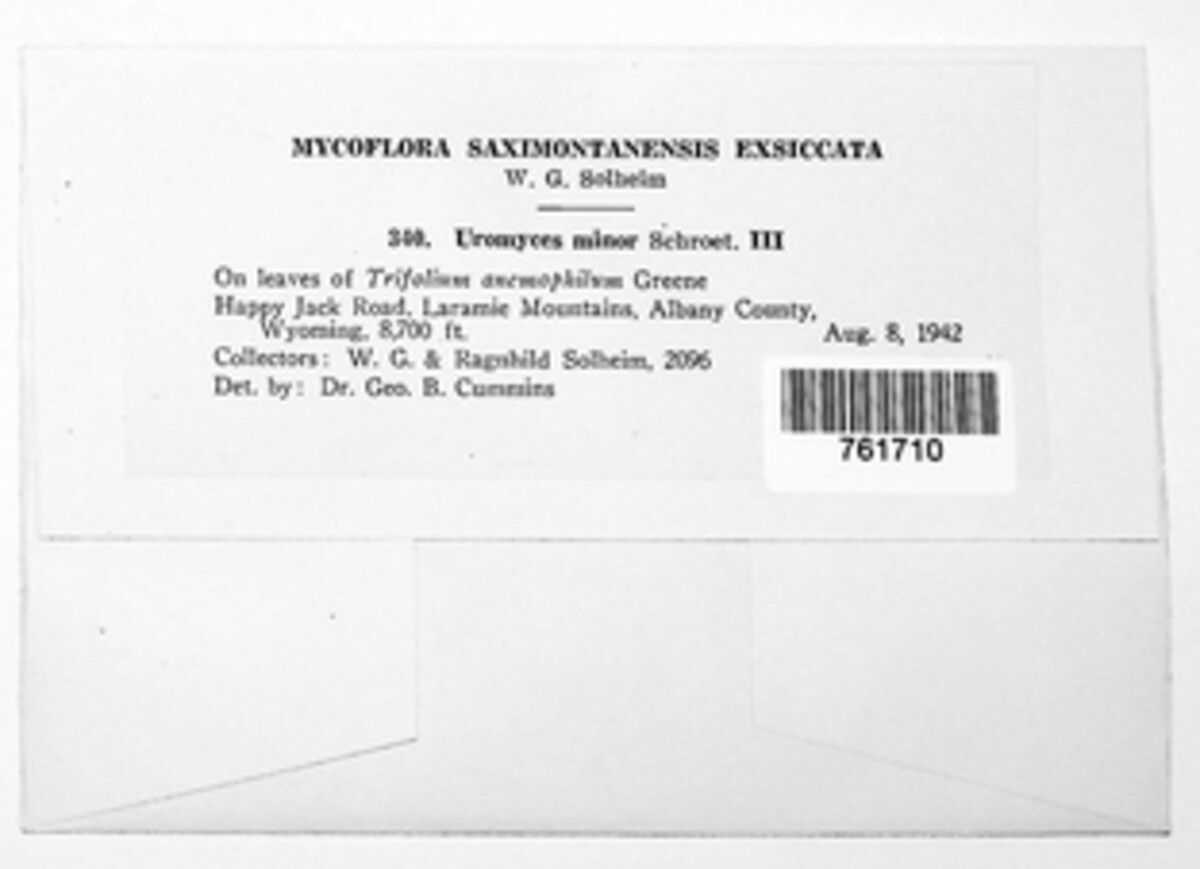 MYCOFLORA SAXIMONTANENSIS EXSICCATA
W. G. Solheim
340. Uromyces minor Schroet. III
On leaves of Trifolium anemophilum Greene
Happy Jack Road, Laramie Mountains, Albany County,
Wyoming, 8,700 ft. Aug. 8, 1942
Collectors: W. G. & Ragnhild Solheim, 2096
Det. by: Dr. Geo. B. Cummins
761710